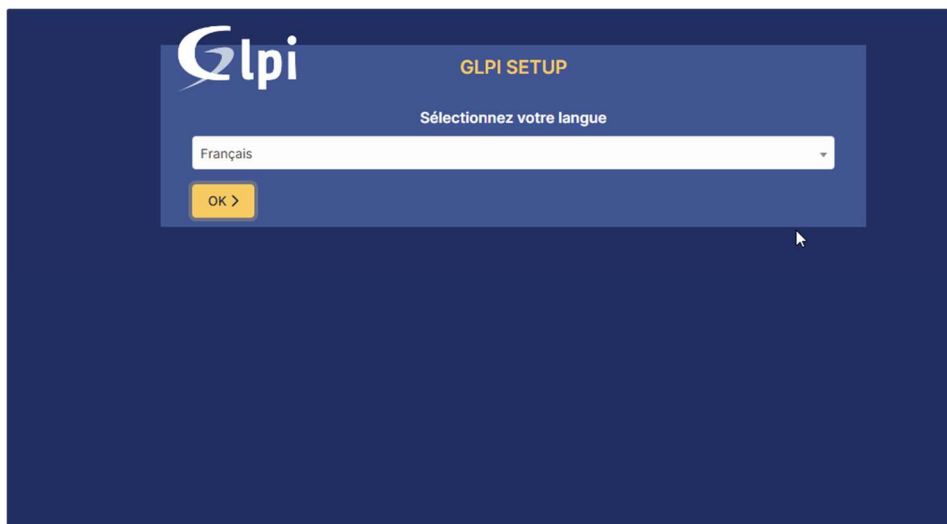 Glpi
GLPI SETUP
Sélectionnez votre langue
Français
OK